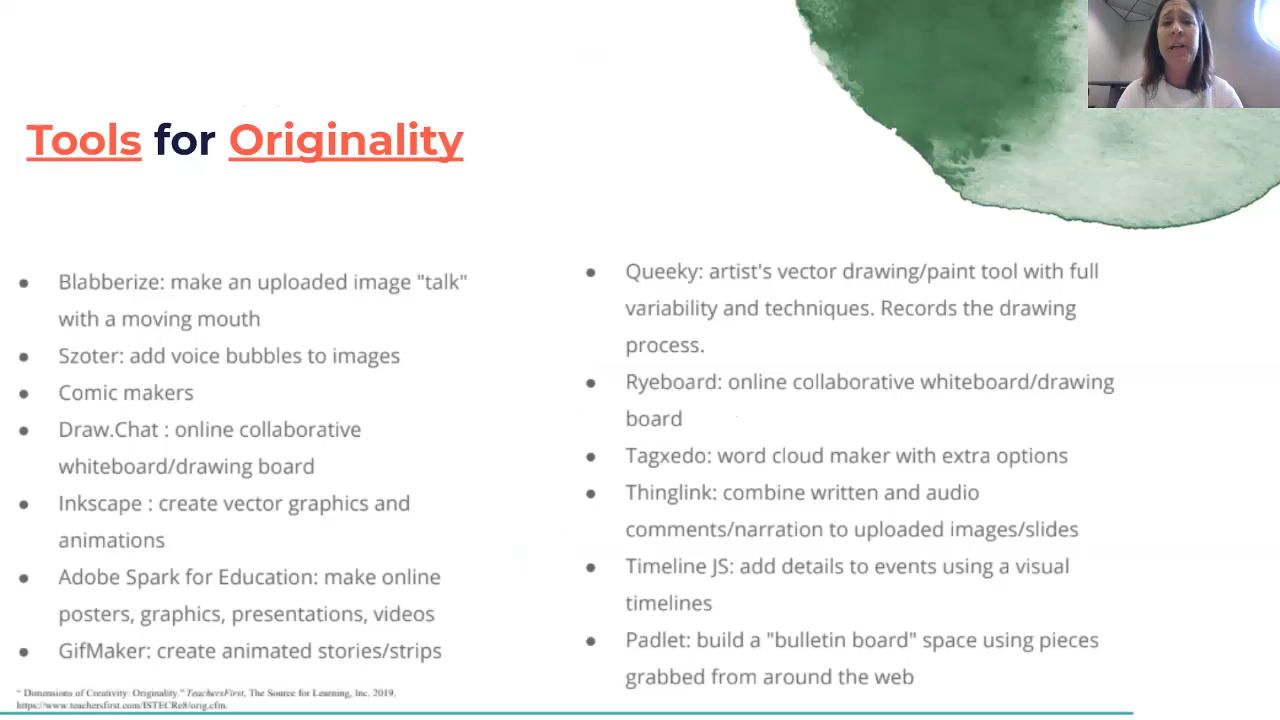 Tools for Originality
● Blabberize: make an uploaded image "talk"
with a moving mouth
● Szoter: add voice bubbles to images
● Comic makers
● Draw.Chat : online collaborative
whiteboard/drawing board
● Inkscape : create vector graphics and
animations
● Adobe Spark for Education: make online
posters, graphics, presentations, videos
● GifMaker: create animated stories/strips
● Queeky: artist's vector drawing/paint tool with full
variability and techniques. Records the drawing
process.
● Ryeboard: online collaborative whiteboard/drawing
board
● Tagxedo: word cloud maker with extra options
● Thinglink: combine written and audio
comments/narration to uploaded images/slides
● Timeline JS: add details to events using a visual
timelines
● Padlet: build a "bulletin board" space using pieces
grabbed from around the web
" Dimensions of Creativity: Originality." TeachersFirst, The Source for Learning, Inc, 2019,
https://www.teachersfirst.com/ISTECRe8/orig.cfm.